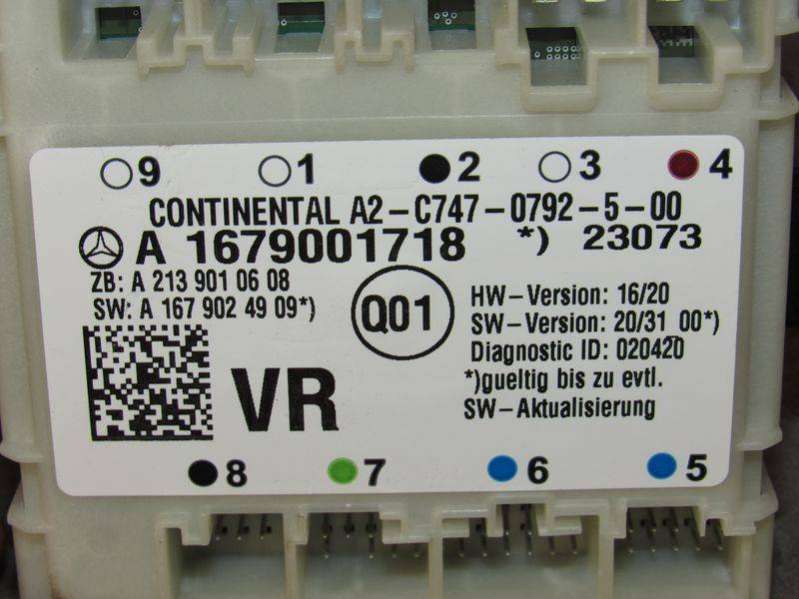 9 1 2 3 4
CONTINENTAL A2-C747-0792-5-00
A 1679001718 *) 23073
ZB: A 213 901 06 08
SW: A 167 902 49 09*)
Q01
HW-Version: 16/20
SW-Version: 20/31 00*)
Diagnostic ID: 020420
*)gueltig bis zu evtl.
SW-Aktualisierung
VR
8 7 6 5